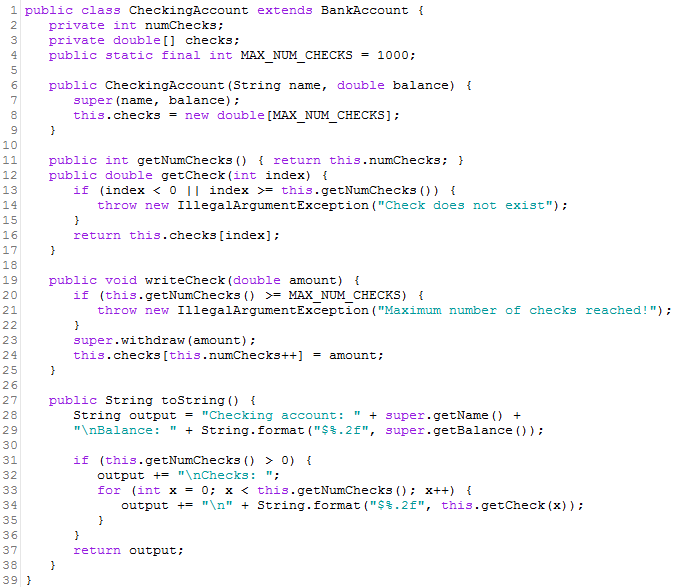 1 public class CheckingAccount extends BankAccount {
2    private int numChecks;
3    private double[] checks;
4    public static final int MAX_NUM_CHECKS = 1000;
5
6    public CheckingAccount(String name, double balance) {
7       super(name, balance);
8       this.checks = new double[MAX_NUM_CHECKS];
9    }
10
11    public int getNumChecks() { return this.numChecks; }
12    public double getCheck(int index) {
13       if (index < 0 || index >= this.getNumChecks()) {
14          throw new IllegalArgumentException("Check does not exist");
15       }
16       return this.checks[index];
17    }
18
19    public void writeCheck(double amount) {
20       if (this.getNumChecks() >= MAX_NUM_CHECKS) {
21          throw new IllegalArgumentException("Maximum number of checks reached!");
22       }
23       super.withdraw(amount);
24       this.checks[this.numChecks++] = amount;
25    }
26
27    public String toString() {
28       String output = "Checking account: " + super.getName() +
29       "\nBalance: " + String.format("$%.2f", super.getBalance());
30
31       if (this.getNumChecks() > 0) {
32          output += "\nChecks: ";
33          for (int x = 0; x < this.getNumChecks(); x++) {
34             output += "\n" + String.format("$%.2f", this.getCheck(x));
35          }
36       }
37       return output;
38    }
39 }